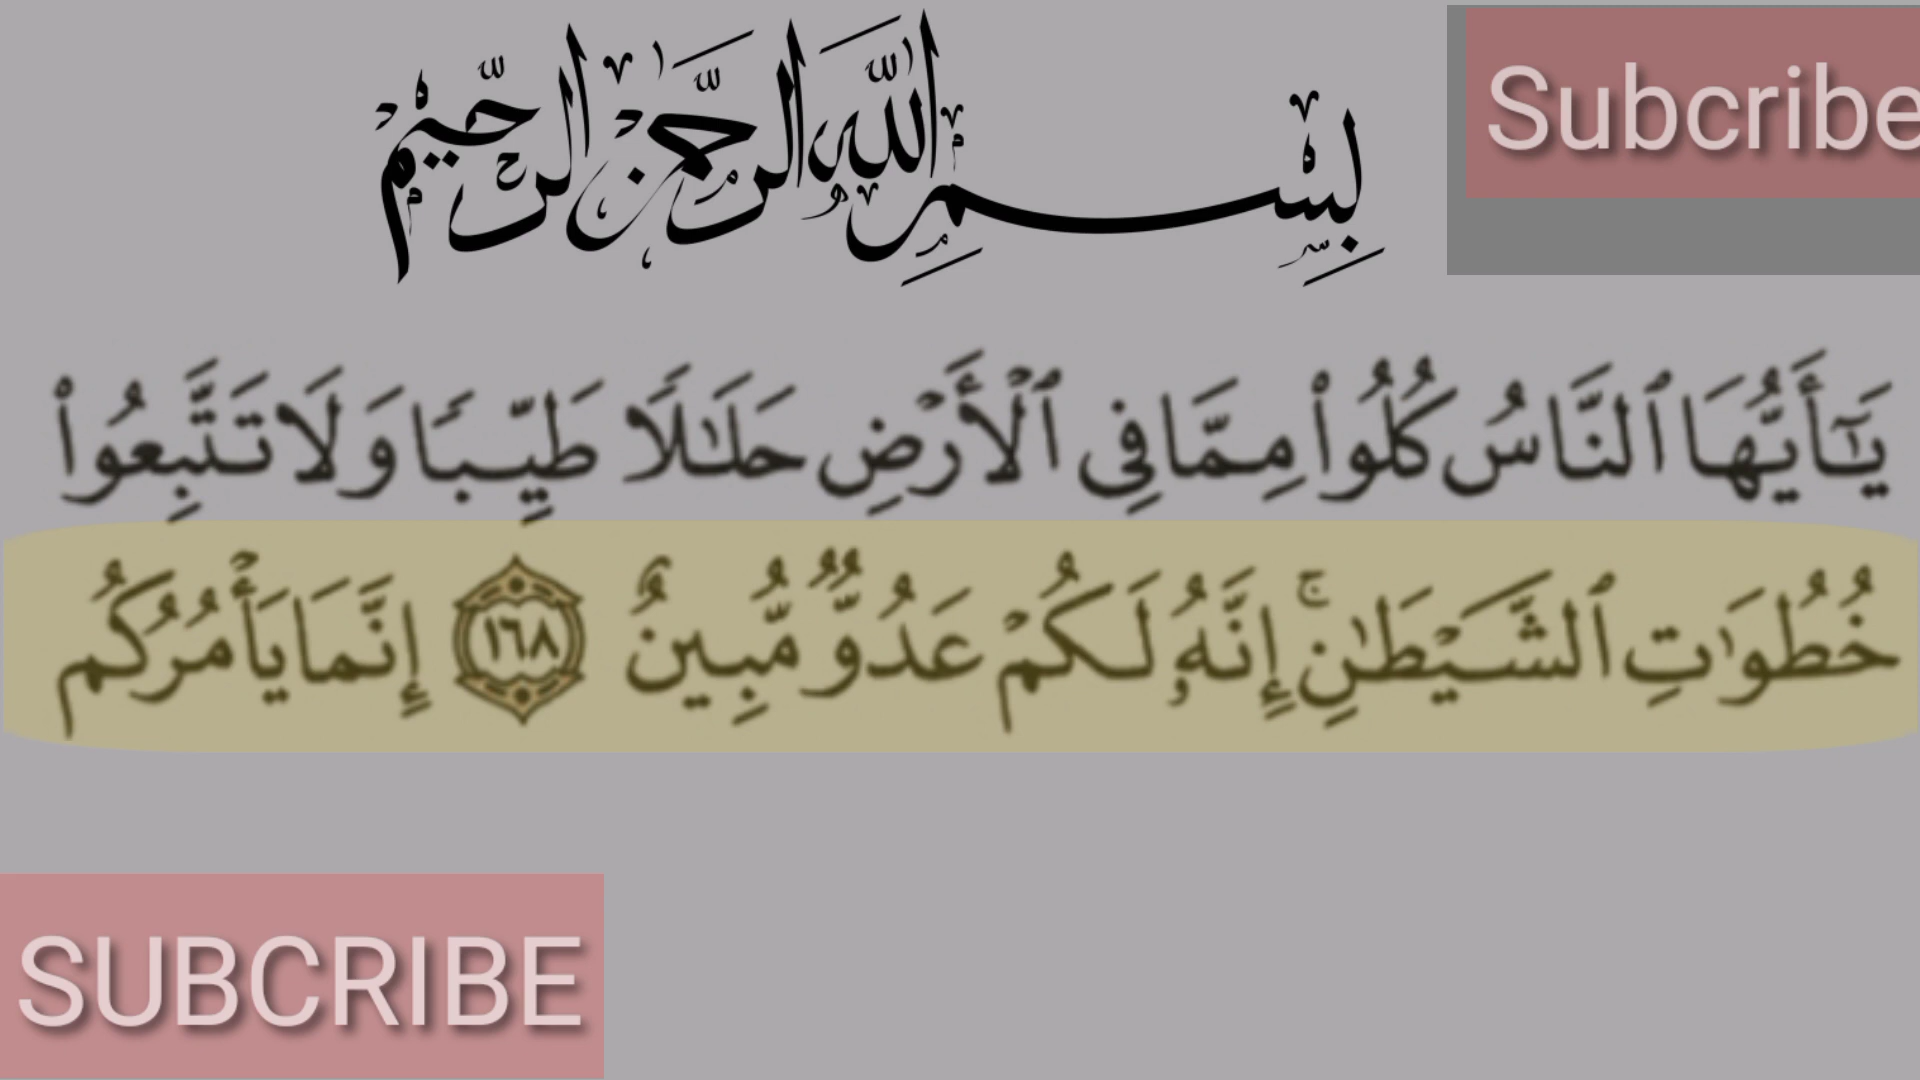 بِسْمِ اللَّهِ الرَّحْمَٰنِ الرَّحِيمِ
Subcribe
يَٰٓأَيُّهَا ٱلنَّاسُ كُلُوا۟ مِمَّا فِى ٱلْأَرْضِ حَلَٰلًا طَيِّبًا وَلَا تَتَّبِعُوا۟
خُطُوَٰتِ ٱلشَّيْطَٰنِ ۚ إِنَّهُۥ لَكُمْ عَدُوٌّ مُّبِينٌ ١٦٨ إِنَّمَا يَأْمُرُكُم
SUBCRIBE